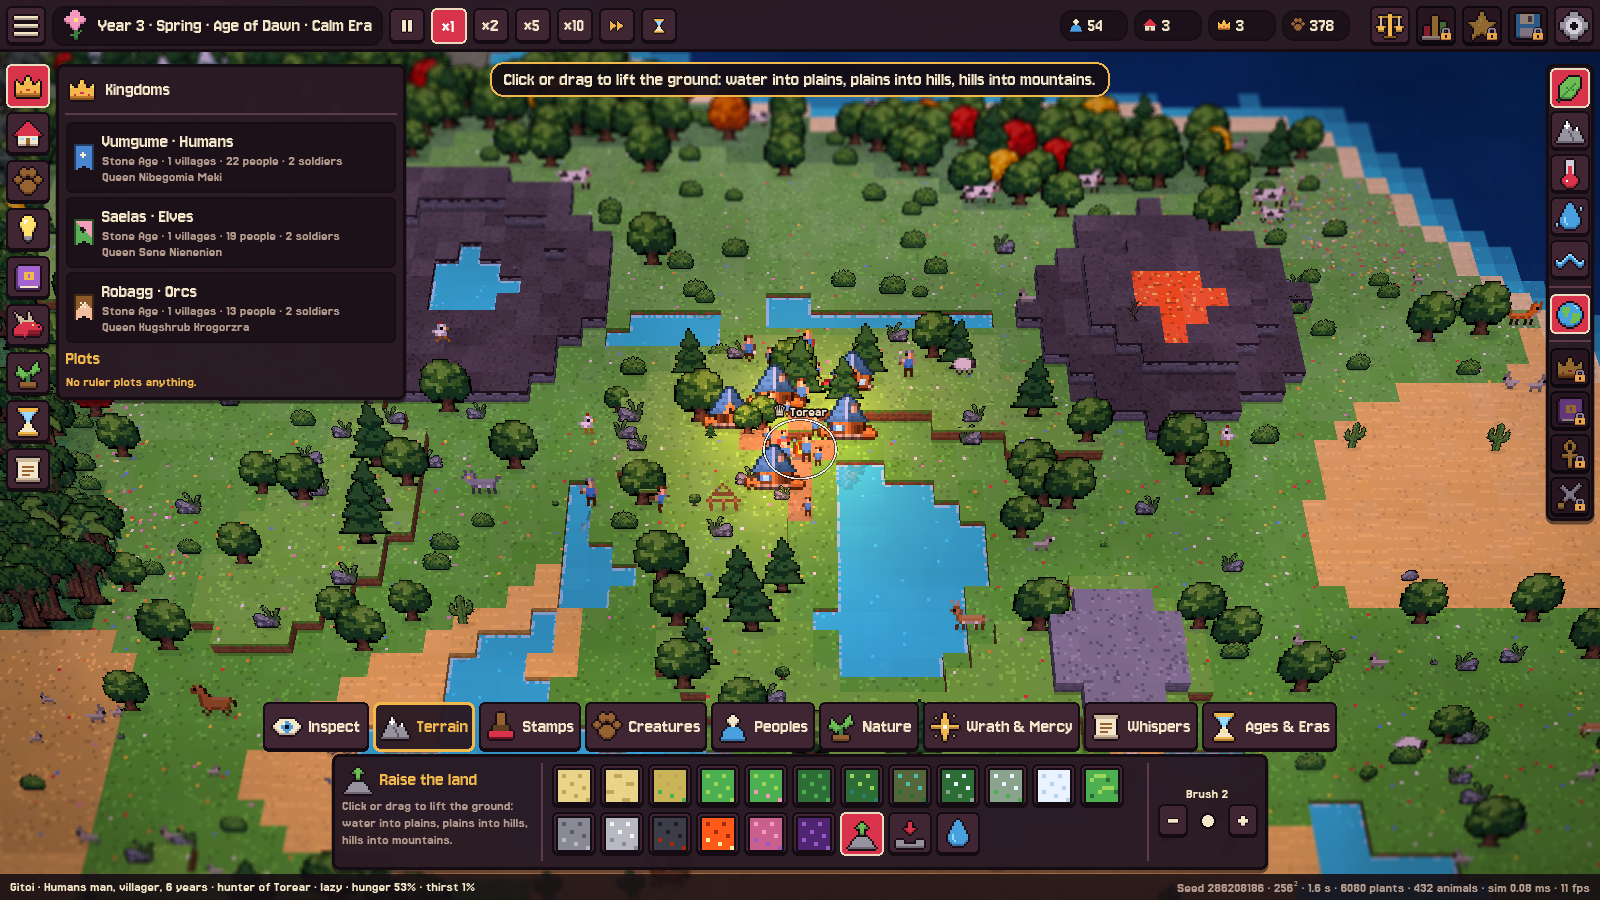 Year 3 · Spring · Age of Dawn · Calm Era
x1
x2
x5
x10
54
3
3
378
Click or drag to lift the ground: water into plains, plains into hills, hills into mountains.
Kingdoms
Vumgume · Humans
Stone Age · 1 villages · 22 people · 2 soldiers
Queen Nibegomia Meki
Saelas · Elves
Stone Age · 1 villages · 19 people · 2 soldiers
Queen Sene Nienenien
Robagg · Orcs
Stone Age · 1 villages · 13 people · 2 soldiers
Queen Kugshrub Krogorzra
Plots
No ruler plots anything.
Torear
Inspect
Terrain
Stamps
Creatures
Peoples
Nature
Wrath & Mercy
Whispers
Ages & Eras
Raise the land
Click or drag to lift the ground:
water into plains, plains into hills,
hills into mountains.
Brush 2
Gitoi · Humans man, villager, 6 years · hunter of Torear · lazy · hunger 53% · thirst 1%
Seed 286208186 · 256² · 1.6 s · 6080 plants · 432 animals · sim 0.08 ms · 11 fps